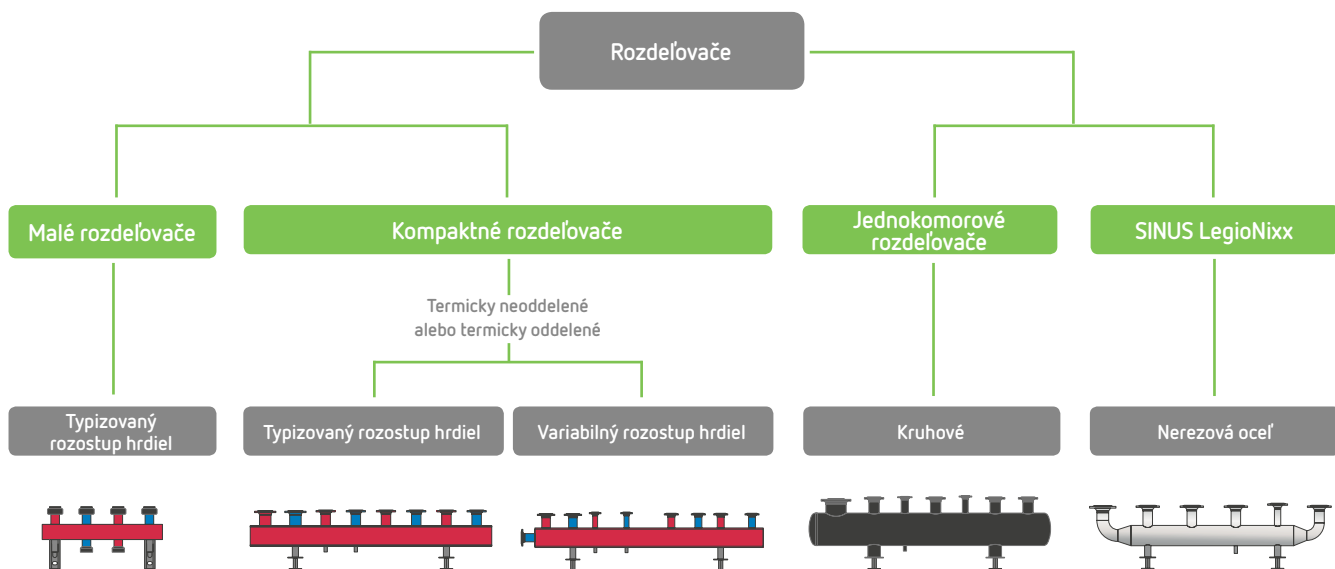 Rozdeľovače
Malé rozdeľovače
Kompaktné rozdeľovače
Jednokomorové
rozdeľovače
SINUS LegioNixx
Termicky neoddelené
alebo termicky oddelené
Typizovaný
rozostup hrdiel
Typizovaný rozostup hrdiel
Variabilný rozostup hrdiel
Kruhové
Nerezová oceľ